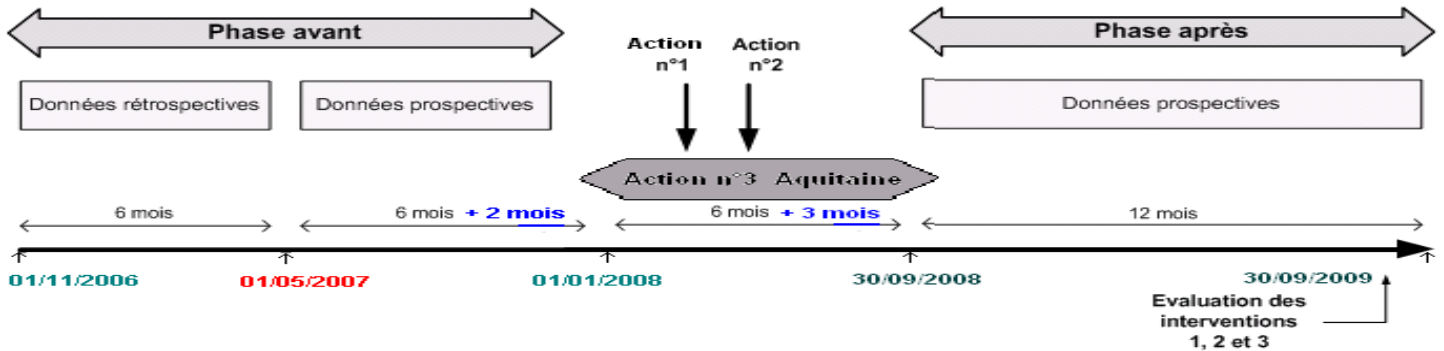 Phase avant
Phase après
Action
n°1
Action
n°2
Données rétrospectives
Données prospectives
Données prospectives
Action n°3 Aquitaine
6 mois
6 mois + 2 mois
6 mois + 3 mois
12 mois
01/11/2006
01/05/2007
01/01/2008
30/09/2008
30/09/2009
Evaluation des
interventions
1, 2 et 3